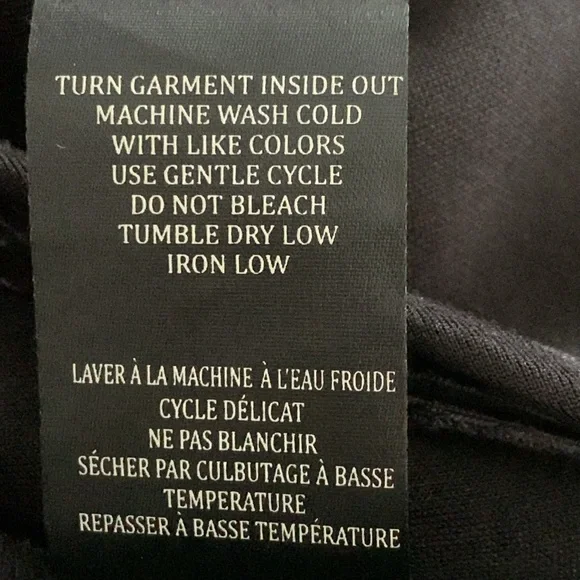 TURN GARMENT INSIDE OUT
MACHINE WASH COLD
WITH LIKE COLORS
USE GENTLE CYCLE
DO NOT BLEACH
TUMBLE DRY LOW
IRON LOW
LAVER À LA MACHINE À L'EAU FROIDE
CYCLE DÉLICAT
NE PAS BLANCHIR
SÉCHER PAR CULBUTAGE À BASSE
TEMPERATURE
REPASSER À BASSE TEMPÉRATURE